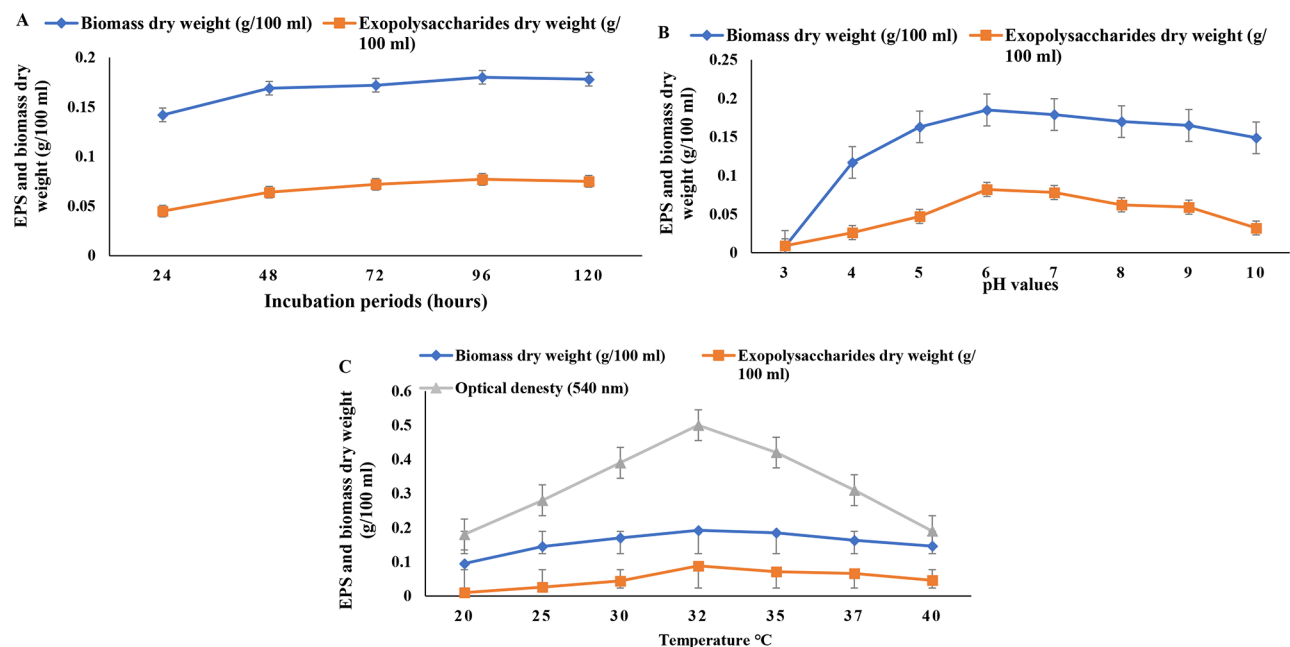 A
Biomass dry weight (g/100 ml)
Exopolysaccharides dry weight (g/
100 ml)
EPS and biomass dry
weight (g/100 ml)
0.2
0.15
0.1
0.05
0
24 48 72 96 120
Incubation periods (hours)
B
Biomass dry weight (g/100 ml)
Exopolysaccharides dry weight (g/
100 ml)
EPS and biomass dry
weight (g/100 ml)
0.25
0.2
0.15
0.1
0.05
0
3 4 5 6 7 8 9 10
pH values
C
Biomass dry weight (g/100 ml)
Exopolysaccharides dry weight (g/
100 ml)
Optical denesty (540 nm)
EPS and biomass dry weight
(g/100 ml)
0.6
0.5
0.4
0.3
0.2
0.1
0
20 25 30 32 35 37 40
Temperature °C